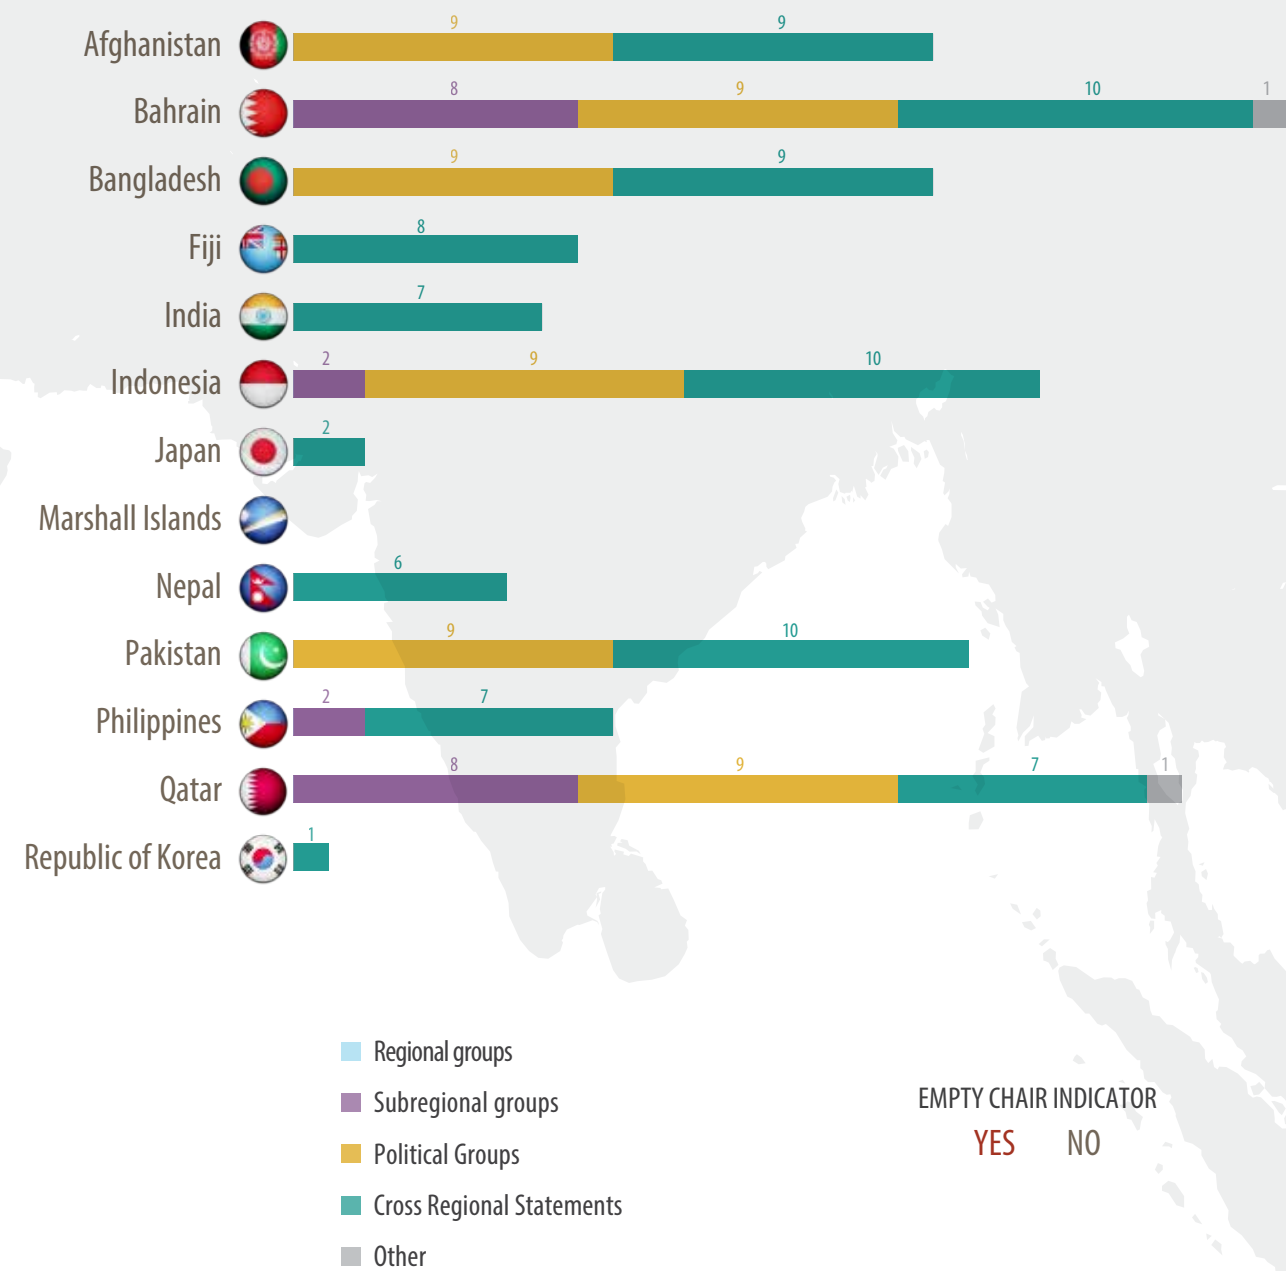 9 9
Afghanistan
8 9 10 1
Bahrain
9 9
Bangladesh
8
Fiji
7
India
2 9 10
Indonesia
2
Japan
Marshall Islands
6
Nepal
9 10
Pakistan
2 7
Philippines
8 9 7 1
Qatar
1
Republic of Korea
Regional groups
Subregional groups
Political Groups
Cross Regional Statements
Other
EMPTY CHAIR INDICATOR
YES NO